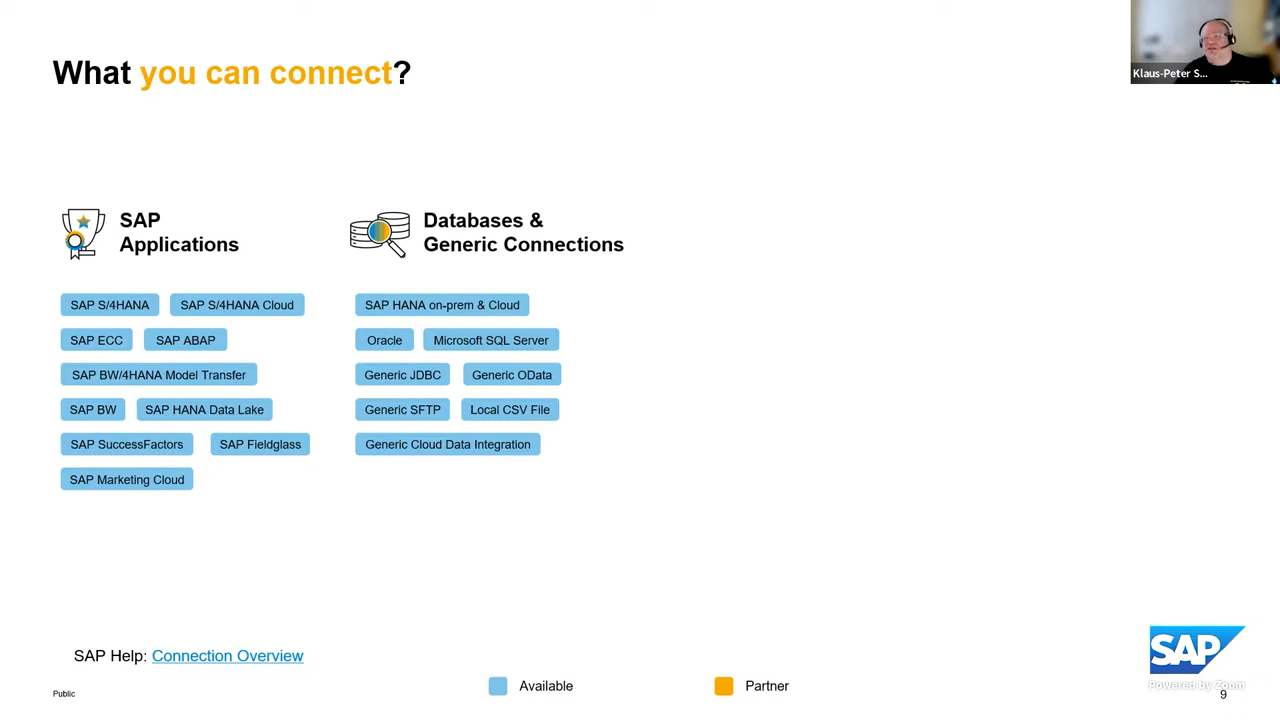 What you can connect?
Klaus-Peter S...
SAP
Applications
Databases &
Generic Connections
SAP S/4HANA
SAP S/4HANA Cloud
SAP ECC
SAP ABAP
SAP BW/4HANA Model Transfer
SAP BW
SAP HANA Data Lake
SAP SuccessFactors
SAP Fieldglass
SAP Marketing Cloud
SAP HANA on-prem & Cloud
Oracle
Microsoft SQL Server
Generic JDBC
Generic OData
Generic SFTP
Local CSV File
Generic Cloud Data Integration
SAP Help: Connection Overview
Public
Available
Partner
SAP
Powered by Zoom
9